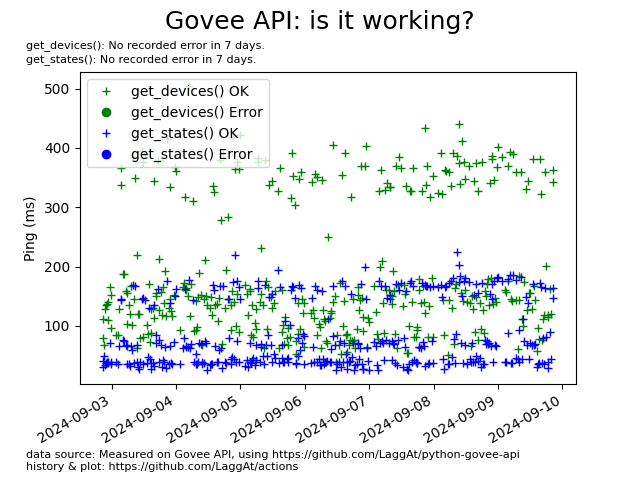 Govee API: is it working?
get_devices(): No recorded error in 7 days.
get_states(): No recorded error in 7 days.
get_devices() OK
get_devices() Error
get_states() OK
get_states() Error
500
400
300
200
100
Ping (ms)
2024-09-03
2024-09-04
2024-09-05
2024-09-06
2024-09-07
2024-09-08
2024-09-09
2024-09-10
data source: Measured on Govee API, using https://github.com/LaggAt/python-govee-api
history & plot: https://github.com/LaggAt/actions